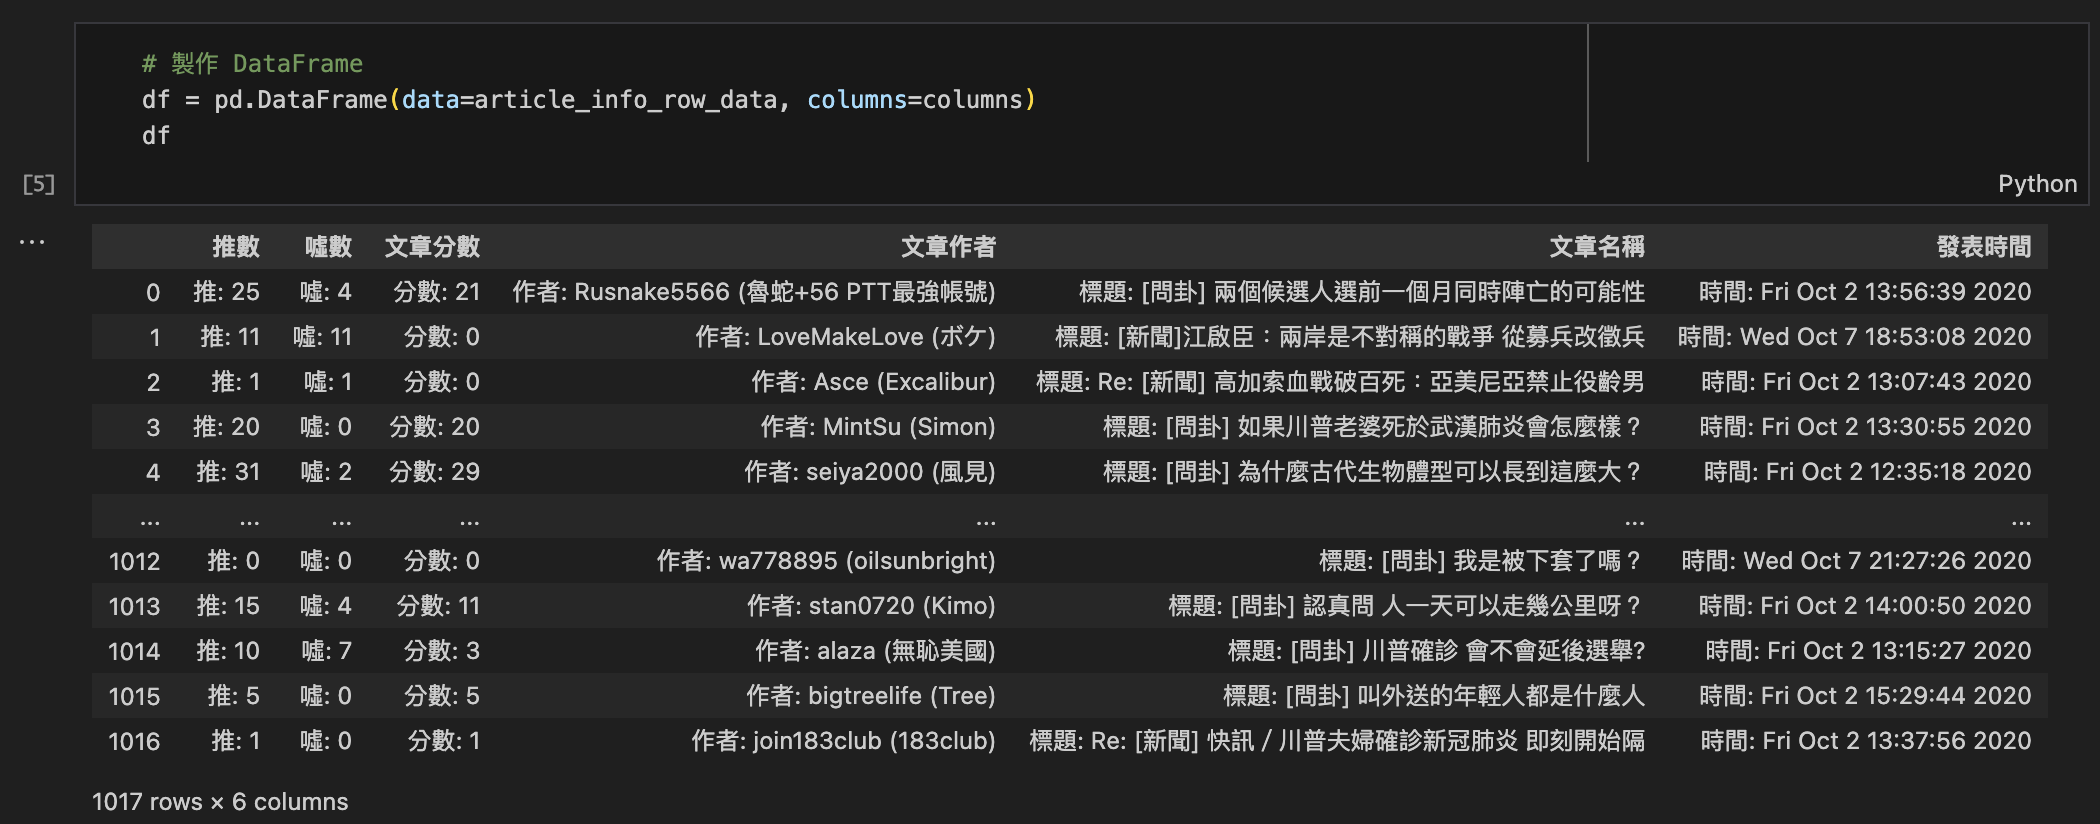 # 製作 DataFrame
df = pd.DataFrame(data=article_info_row_data, columns=columns)
df
[5]
Python
...
推數 噓數 文章分數 文章作者 文章名稱 發表時間
0 推: 25 噓: 4 分數: 21 作者: Rusnake5566 (魯蛇+56 PTT最強帳號) 標題: [問卦] 兩個候選人選前一個月同時陣亡的可能性 時間: Fri Oct 2 13:56:39 2020
1 推: 11 噓: 11 分數: 0 作者: LoveMakeLove (ボケ) 標題: [新聞]江啟臣：兩岸是不對稱的戰爭 從募兵改徵兵 時間: Wed Oct 7 18:53:08 2020
2 推: 1 噓: 1 分數: 0 作者: Asce (Excalibur) 標題: Re: [新聞] 高加索血戰破百死：亞美尼亞禁止役齡男 時間: Fri Oct 2 13:07:43 2020
3 推: 20 噓: 0 分數: 20 作者: MintSu (Simon) 標題: [問卦] 如果川普老婆死於武漢肺炎會怎麼樣？ 時間: Fri Oct 2 13:30:55 2020
4 推: 31 噓: 2 分數: 29 作者: seiya2000 (風見) 標題: [問卦] 為什麼古代生物體型可以長到這麼大？ 時間: Fri Oct 2 12:35:18 2020
... ... ... ... ... ... ...
1012 推: 0 噓: 0 分數: 0 作者: wa778895 (oilsunbright) 標題: [問卦] 我是被下套了嗎？ 時間: Wed Oct 7 21:27:26 2020
1013 推: 15 噓: 4 分數: 11 作者: stan0720 (Kimo) 標題: [問卦] 認真問 人一天可以走幾公里呀？ 時間: Fri Oct 2 14:00:50 2020
1014 推: 10 噓: 7 分數: 3 作者: alaza (無恥美國) 標題: [問卦] 川普確診 會不會延後選舉? 時間: Fri Oct 2 13:15:27 2020
1015 推: 5 噓: 0 分數: 5 作者: bigtreelife (Tree) 標題: [問卦] 叫外送的年輕人都是什麼人 時間: Fri Oct 2 15:29:44 2020
1016 推: 1 噓: 0 分數: 1 作者: join183club (183club) 標題: Re: [新聞] 快訊／川普夫婦確診新冠肺炎 即刻開始隔 時間: Fri Oct 2 13:37:56 2020
1017 rows × 6 columns